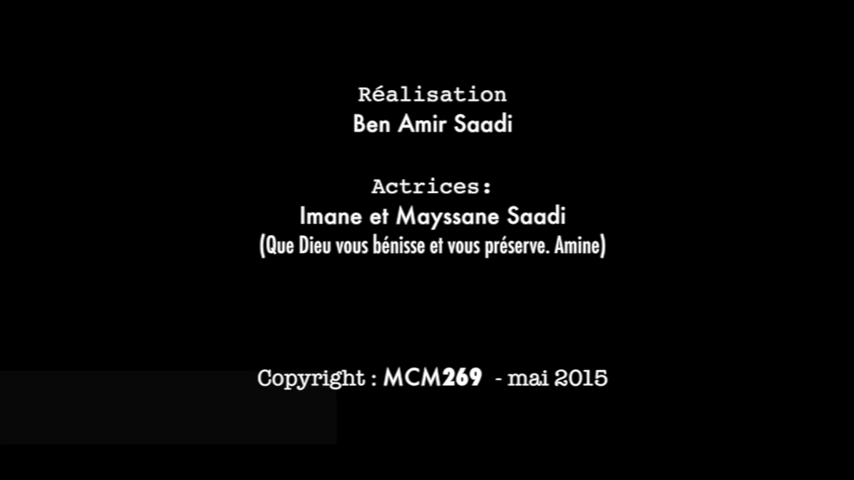 Réalisation
Ben Amir Saadi
Actrices:
Imane et Mayssane Saadi
(Que Dieu vous bénisse et vous préserve. Amine)
Copyright : MCM269 - mai 2015